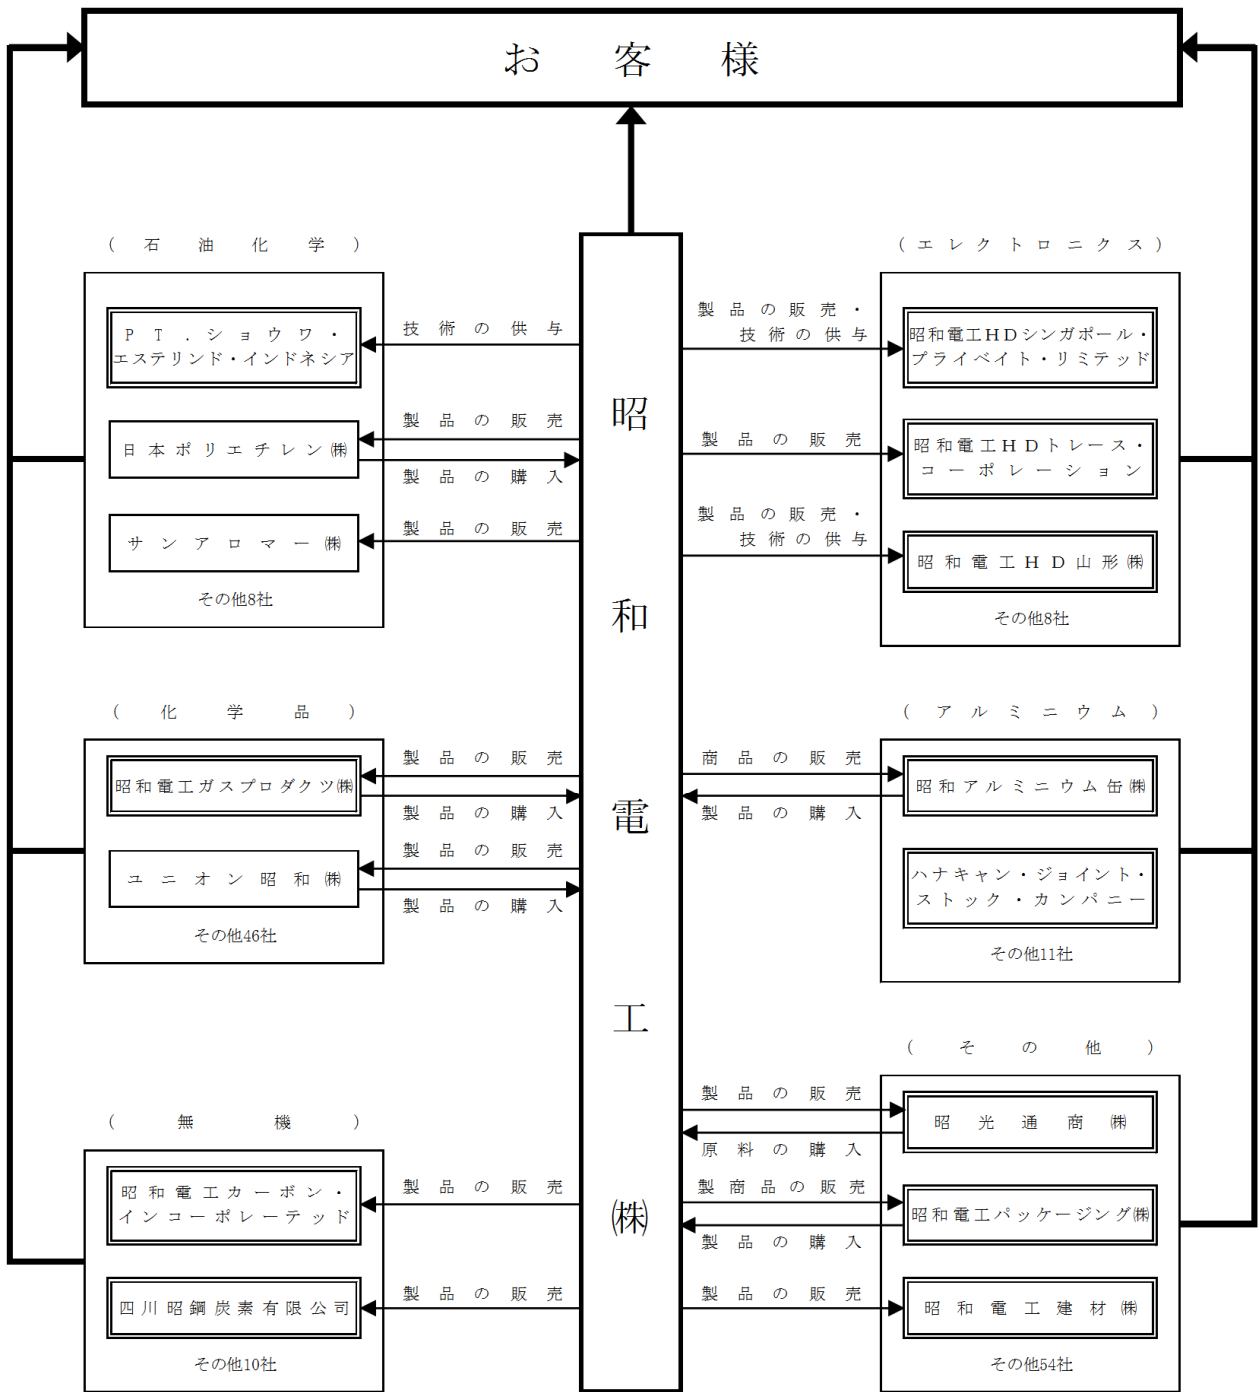 お客様
昭和電工㈱
(石油化学)
PT.ショウワ・
エステリンド・インドネシア
技術の供与
日本ポリエチレン㈱
製品の販売
製品の購入
サンアロマー㈱
製品の販売
その他8社
(化学品)
昭和電工ガスプロダクツ㈱
製品の販売
製品の購入
ユニオン昭和㈱
製品の販売
製品の購入
その他46社
(無機)
昭和電工カーボン・
インコーポレーテッド
製品の販売
四川昭鋼炭素有限公司
製品の販売
その他10社
(エレクトロニクス)
製品の販売・
技術の供与
昭和電工HDシンガポール・
プライベイト・リミテッド
製品の販売
昭和電工HDトレース・
コーポレーション
製品の販売・
技術の供与
昭和電工HD山形㈱
その他8社
(アルミニウム)
商品の販売
製品の購入
昭和アルミニウム缶㈱
ハナキャン・ジョイント・
ストック・カンパニー
その他11社
(その他)
製品の販売
原料の購入
昭光通商㈱
製商品の販売
製品の購入
昭和電工パッケージング㈱
製品の販売
昭和電工建材㈱
その他54社